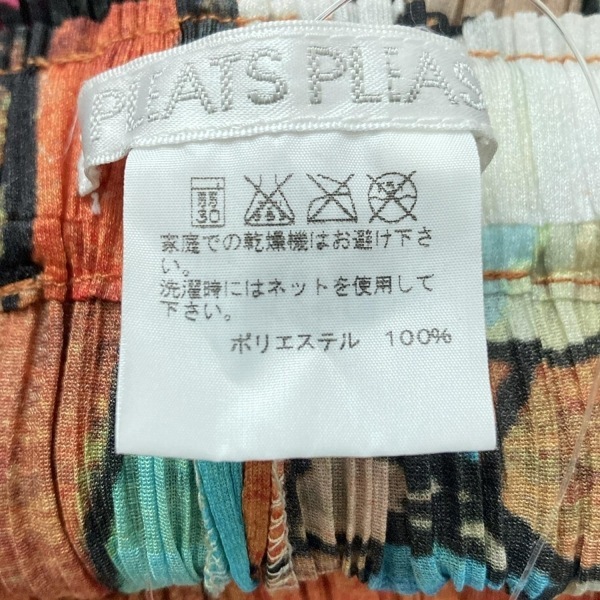 PLEATS PLEAS
弱
30
家庭での乾燥機はお避け下さ
い。
洗濯時にはネットを使用して
下さい。
ポリエステル 100%